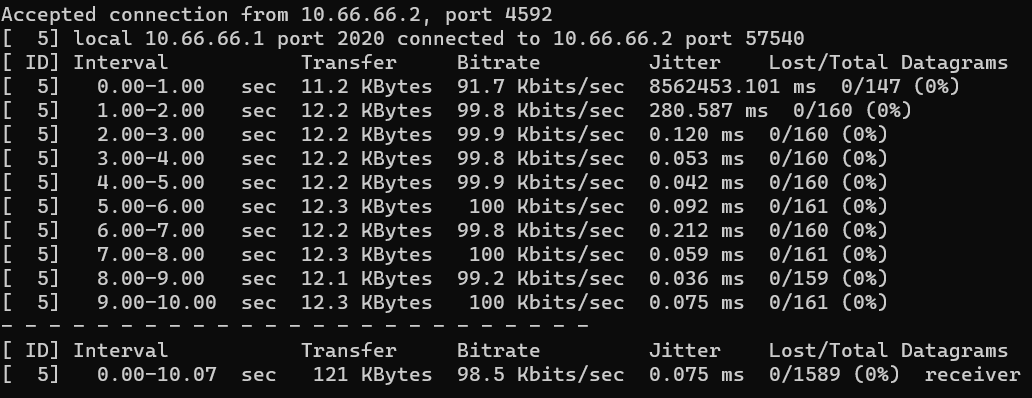 Accepted connection from 10.66.66.2, port 4592
[  5] local 10.66.66.1 port 2020 connected to 10.66.66.2 port 57540
[ ID] Interval           Transfer     Bitrate         Jitter    Lost/Total Datagrams
[  5]   0.00-1.00   sec  11.2 KBytes  91.7 Kbits/sec  8562453.101 ms  0/147 (0%)
[  5]   1.00-2.00   sec  12.2 KBytes  99.8 Kbits/sec  280.587 ms  0/160 (0%)
[  5]   2.00-3.00   sec  12.2 KBytes  99.9 Kbits/sec  0.120 ms  0/160 (0%)
[  5]   3.00-4.00   sec  12.2 KBytes  99.8 Kbits/sec  0.053 ms  0/160 (0%)
[  5]   4.00-5.00   sec  12.2 KBytes  99.9 Kbits/sec  0.042 ms  0/160 (0%)
[  5]   5.00-6.00   sec  12.3 KBytes   100 Kbits/sec  0.092 ms  0/161 (0%)
[  5]   6.00-7.00   sec  12.2 KBytes  99.8 Kbits/sec  0.212 ms  0/160 (0%)
[  5]   7.00-8.00   sec  12.3 KBytes   100 Kbits/sec  0.059 ms  0/161 (0%)
[  5]   8.00-9.00   sec  12.1 KBytes  99.2 Kbits/sec  0.036 ms  0/159 (0%)
[  5]   9.00-10.00  sec  12.3 KBytes   100 Kbits/sec  0.075 ms  0/161 (0%)
- - - - - - - - - - - - - - - - - - - - - - - - -
[ ID] Interval           Transfer     Bitrate         Jitter    Lost/Total Datagrams
[  5]   0.00-10.07  sec   121 KBytes  98.5 Kbits/sec  0.075 ms  0/1589 (0%)  receiver